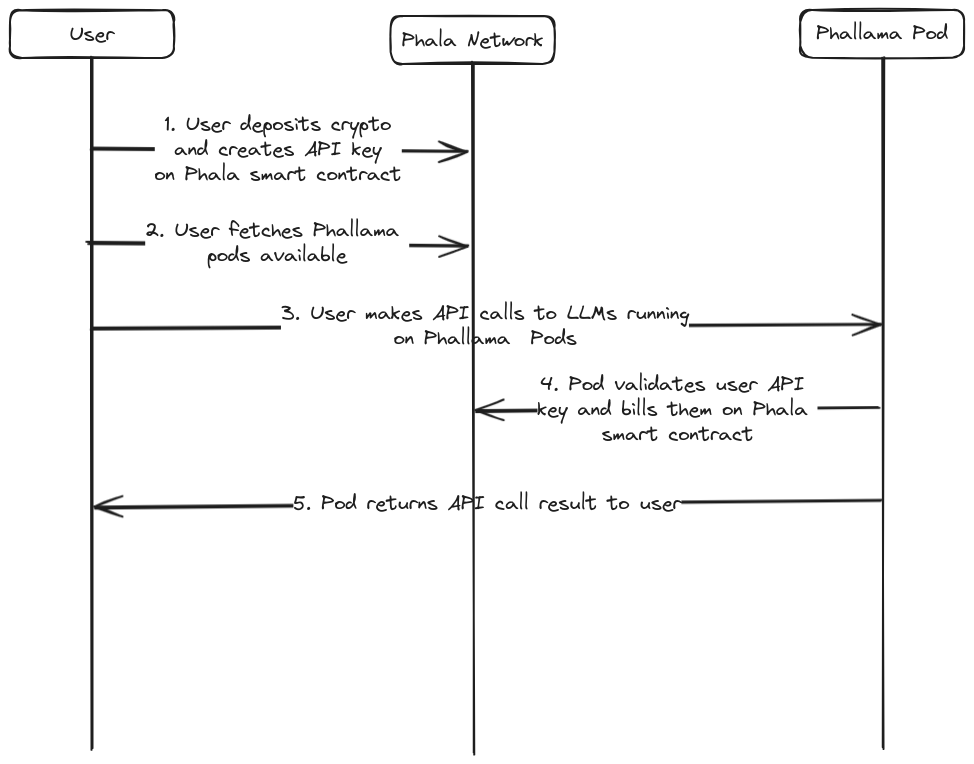 User
Phala Network
Phallama Pod
1. User deposits crypto
and creates API key
on Phala smart contract
2. User fetches Phallama
pods available
3. User makes API calls to LLMs running
on Phallama Pods
4. Pod validates user API
key and bills them on Phala
smart contract
5. Pod returns API call result to user